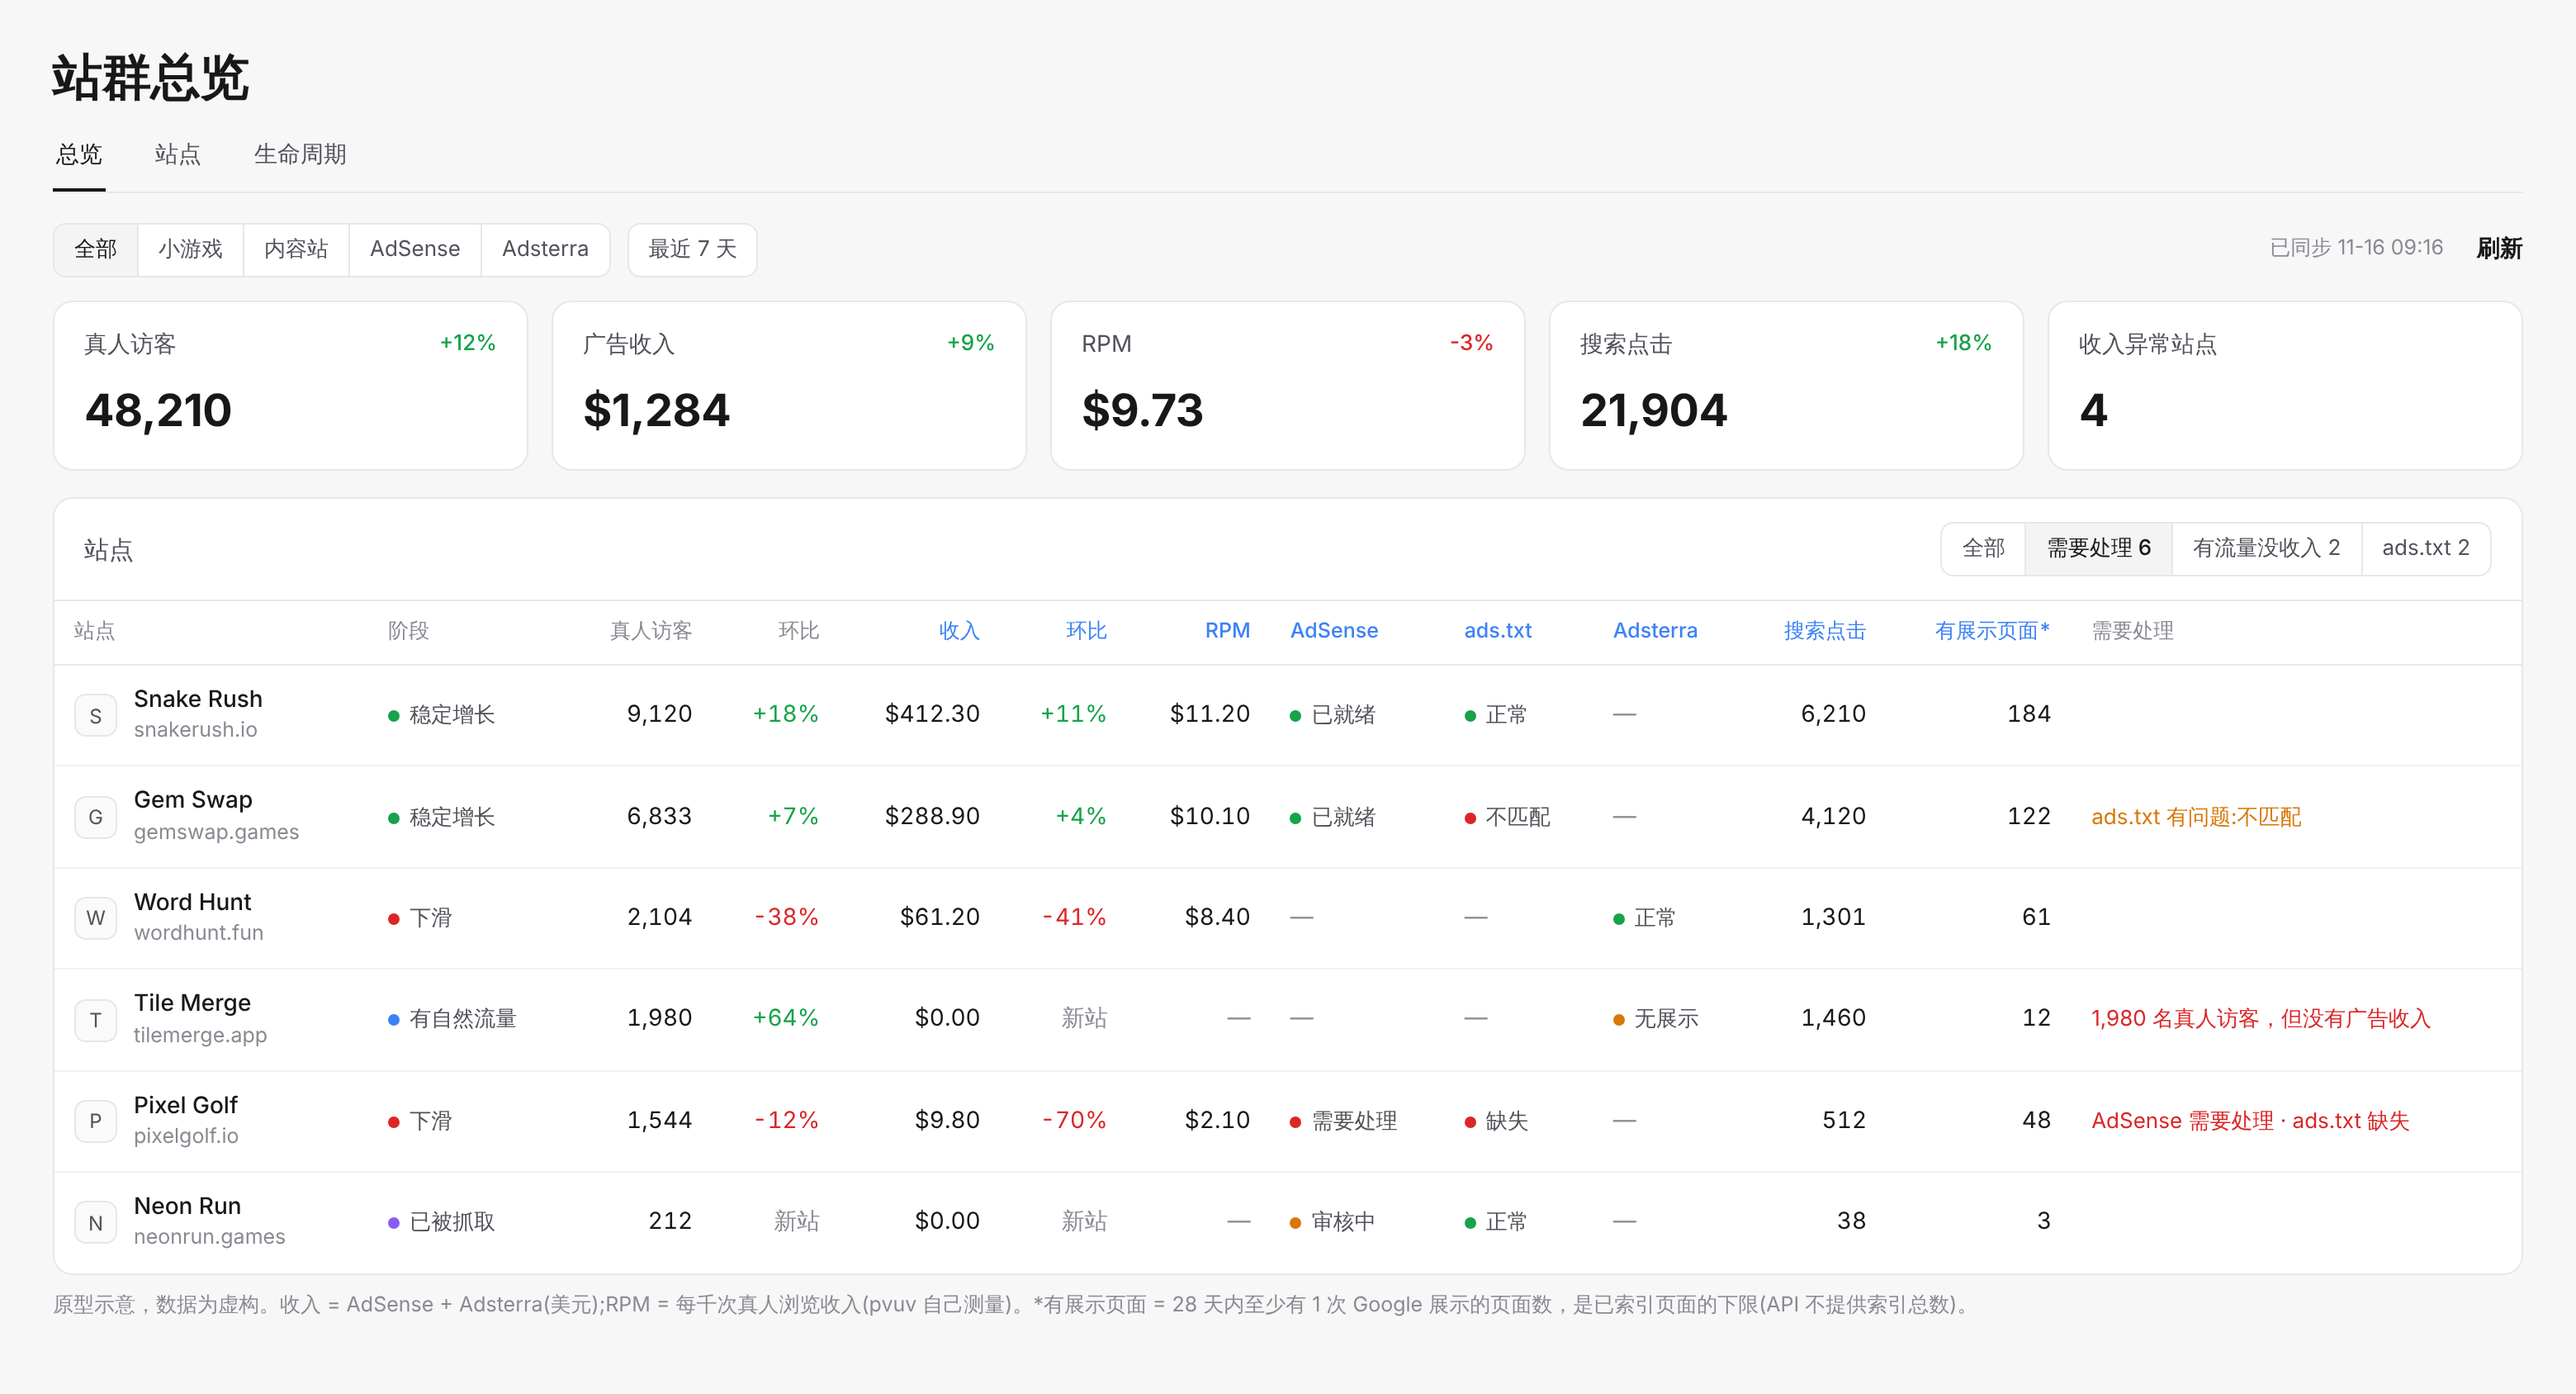 站群总览
总览 站点 生命周期
全部 小游戏 内容站 AdSense Adsterra 最近 7 天 已同步 11-16 09:16 刷新
真人访客 +12% 广告收入 +9% RPM -3% 搜索点击 +18% 收入异常站点
48,210 $1,284 $9.73 21,904 4
站点 全部 需要处理 6 有流量没收入 2 ads.txt 2
站点 阶段 真人访客 环比 收入 环比 RPM AdSense ads.txt Adsterra 搜索点击 有展示页面* 需要处理
S Snake Rush 稳定增长 9,120 +18% $412.30 +11% $11.20 已就绪 正常 — 6,210 184
snakerush.io
G Gem Swap 稳定增长 6,833 +7% $288.90 +4% $10.10 已就绪 不匹配 — 4,120 122 ads.txt 有问题:不匹配
gemswap.games
W Word Hunt 下滑 2,104 -38% $61.20 -41% $8.40 — — 正常 1,301 61
wordhunt.fun
T Tile Merge 有自然流量 1,980 +64% $0.00 新站 — — — 无展示 1,460 12 1,980 名真人访客，但没有广告收入
tilemerge.app
P Pixel Golf 下滑 1,544 -12% $9.80 -70% $2.10 需要处理 缺失 — 512 48 AdSense 需要处理 · ads.txt 缺失
pixelgolf.io
N Neon Run 已被抓取 212 新站 $0.00 新站 — 审核中 正常 — 38 3
neonrun.games
原型示意，数据为虚构。收入 = AdSense + Adsterra(美元);RPM = 每千次真人浏览收入(pvuv 自己测量)。*有展示页面 = 28 天内至少有 1 次 Google 展示的页面数，是已索引页面的下限(API 不提供索引总数)。